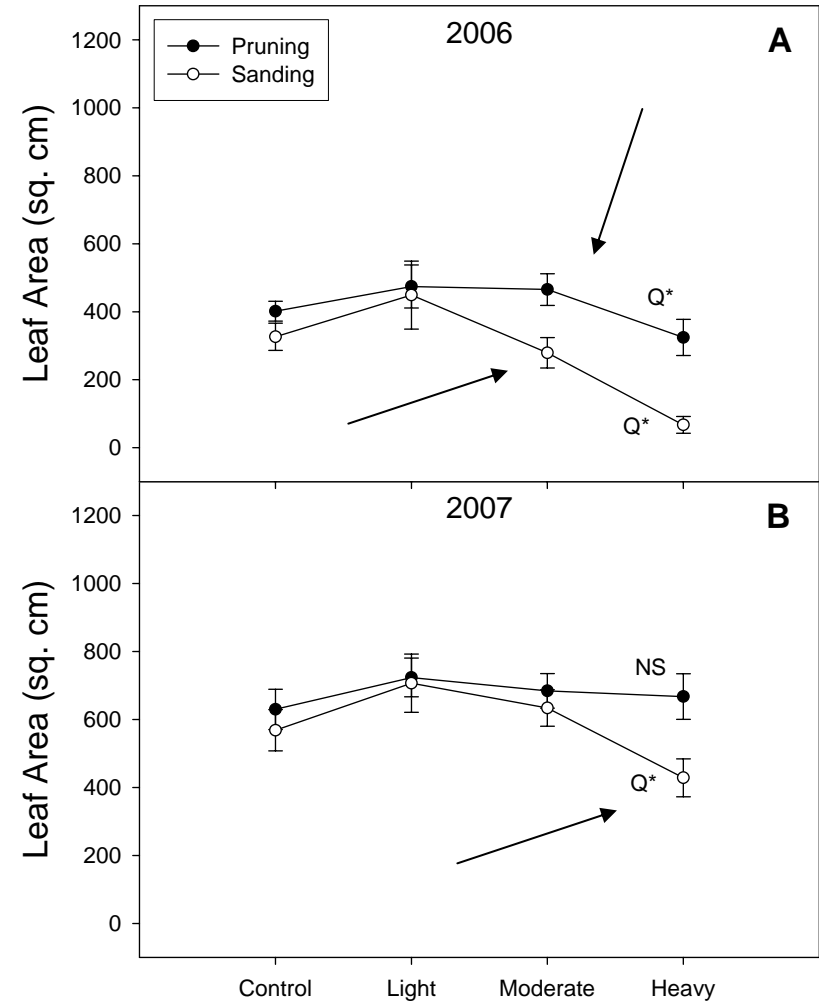 2006
A
Pruning
Sanding
1200
1000
800
600
400
200
0
Leaf Area (sq. cm)
Q*
Q*
2007
B
1200
1000
800
600
400
200
0
Leaf Area (sq. cm)
NS
Q*
Control Light Moderate Heavy